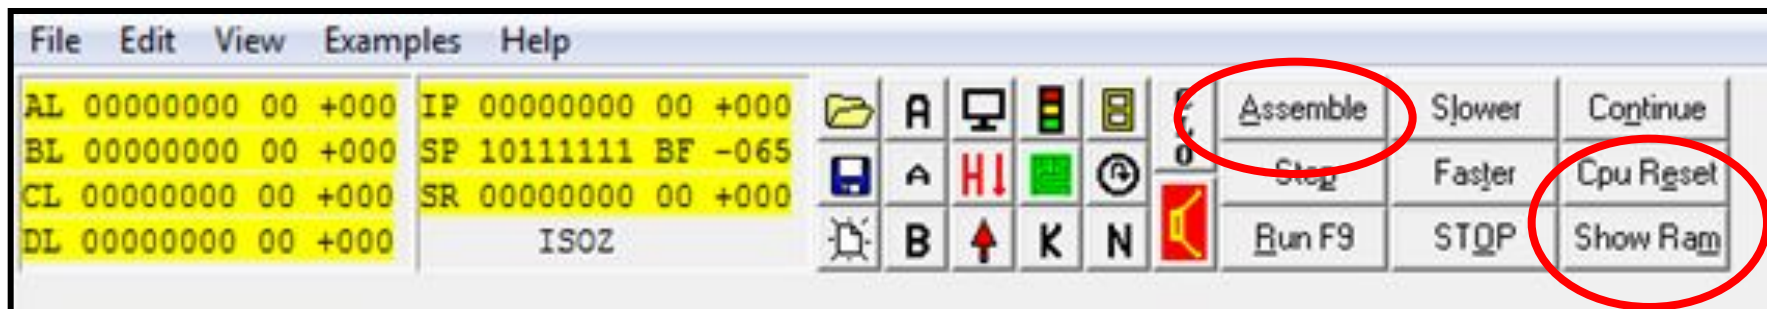 File Edit View Examples Help
AL 00000000 00 +000 IP 00000000 00 +000 A Assemble Slower Continue
BL 00000000 00 +000 SP 10111111 BF -065 A H Step Faster Cpu Reset
CL 00000000 00 +000 SR 00000000 00 +000
DL 00000000 00 +000 ISOZ B K N Run F9 STOP Show Ram